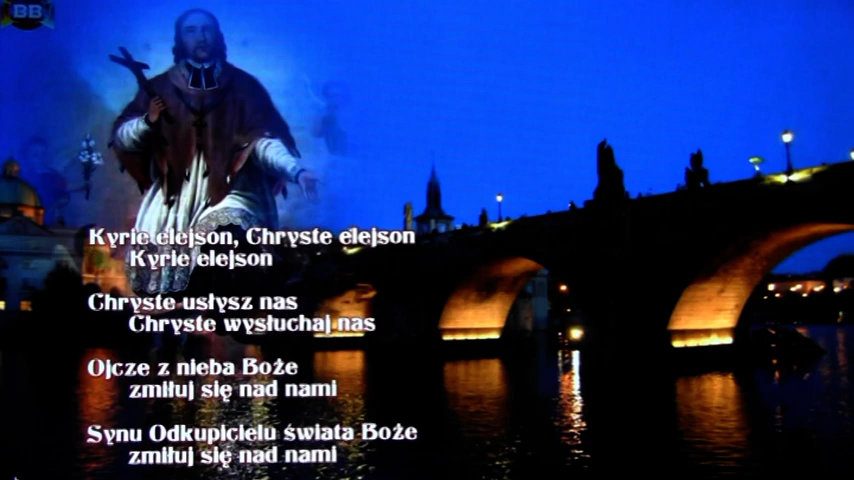 BB
Kyrie elejson, Chryste elejson
Kyrie elejson
Chryste usłysz nas
Chryste wysłuchaj nas
Ojcze z nieba Boże
zmiłuj się nad nami
Synu Odkupicielu świata Boże
zmiłuj się nad nami